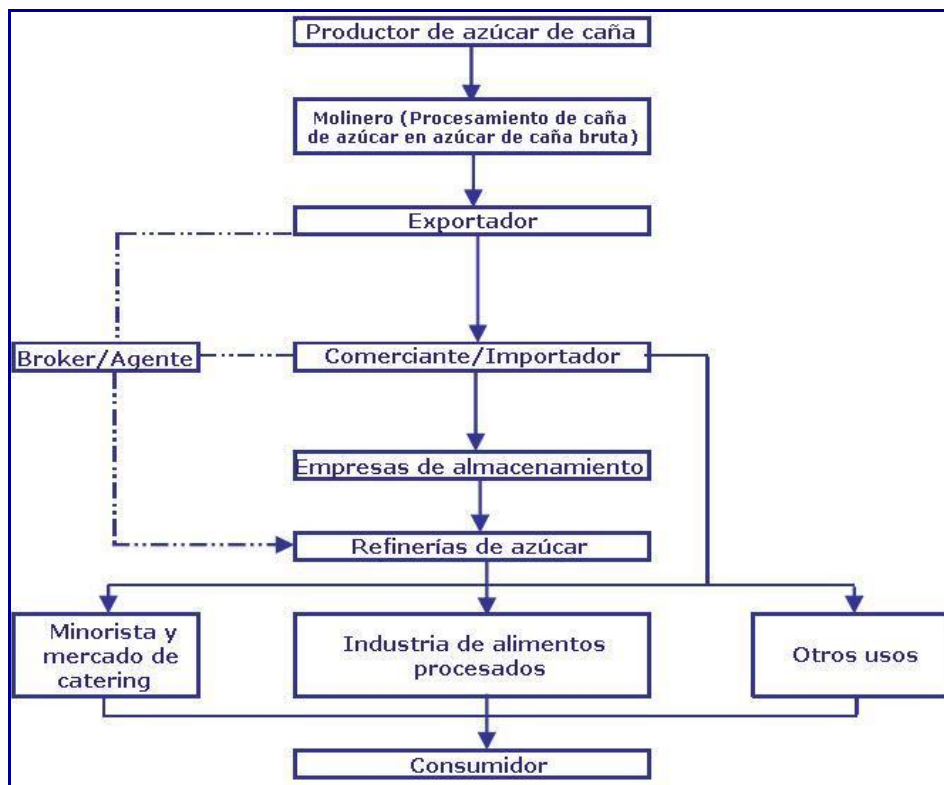 Productor de azúcar de caña
Molinero (Procesamiento de caña
de azúcar en azúcar de caña bruta)
Exportador
Broker/Agente
Comerciante/Importador
Empresas de almacenamiento
Refinerías de azúcar
Minorista y
mercado de
catering
Industria de alimentos
procesados
Otros usos
Consumidor